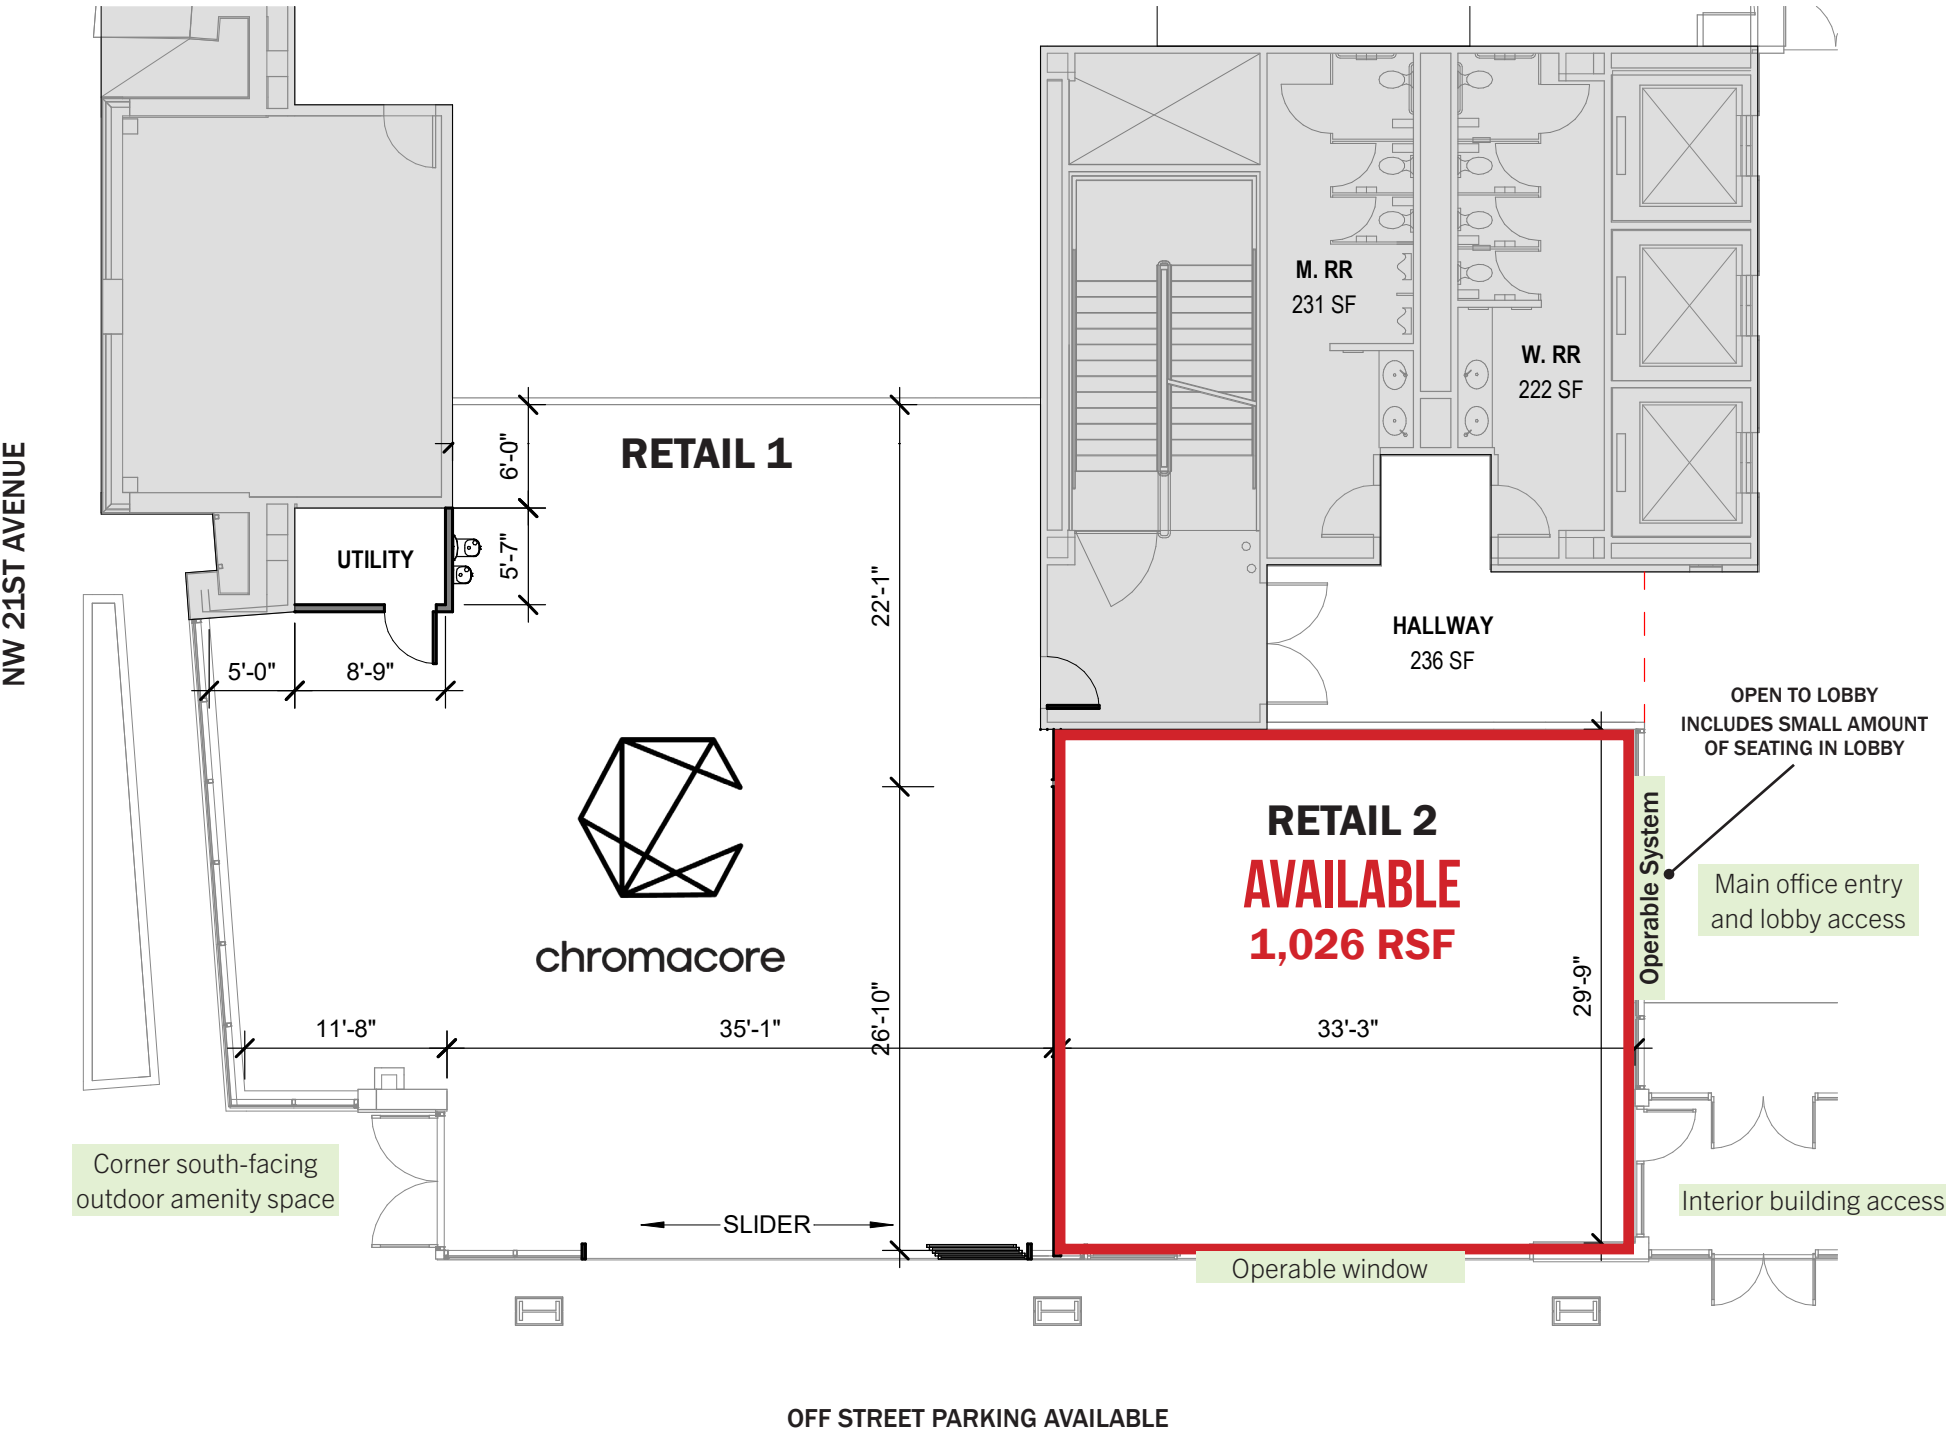 NW 21ST AVENUE
M. RR
231 SF
W. RR
222 SF
RETAIL 1
6'-0"
5'-7"
UTILITY
22'-1"
5'-0"
8'-9"
HALLWAY
236 SF
OPEN TO LOBBY
INCLUDES SMALL AMOUNT
OF SEATING IN LOBBY
RETAIL 2
AVAILABLE
1,026 RSF
Operable System
Main office entry
and lobby access
chromacore
29'-9"
26'-10"
11'-8"
35'-1"
33'-3"
Corner south-facing
outdoor amenity space
SLIDER
Interior building access
Operable window
OFF STREET PARKING AVAILABLE